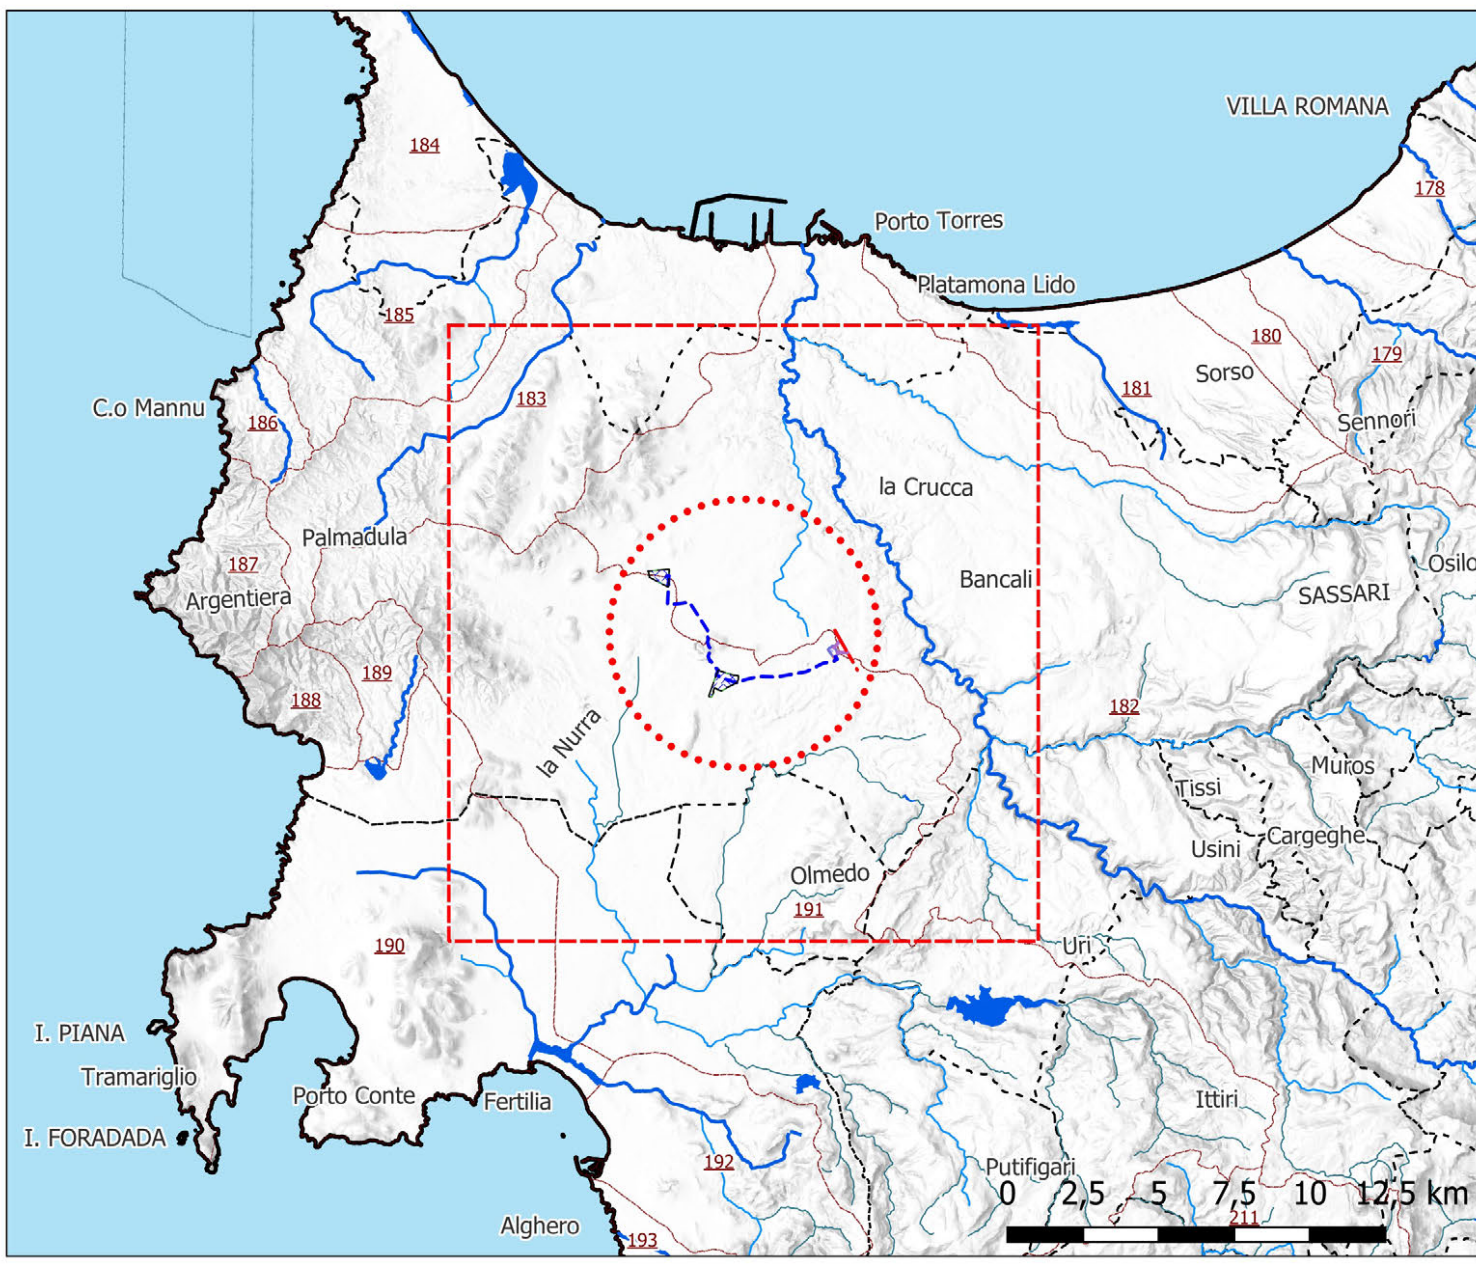 VILLA ROMANA
184
178
Porto Torres
Platamona Lido
185
180
179
Sorso
181
183
C.o Mannu
186
Sennori
la Crucca
Palmadula
187
Osilo
Bancali
Argentiera
SASSARI
189
188
182
la Nurra
Muros
Tissi
Cargeghe
Usini
Olmedo
191
190
Uri
I. PIANA
Tramariglio
Porto Conte
Fertilia
Ittiri
I. FORADADA
192
Putifigari
0 2,5 5 7,5 10 12,5 km
211
Alghero
193